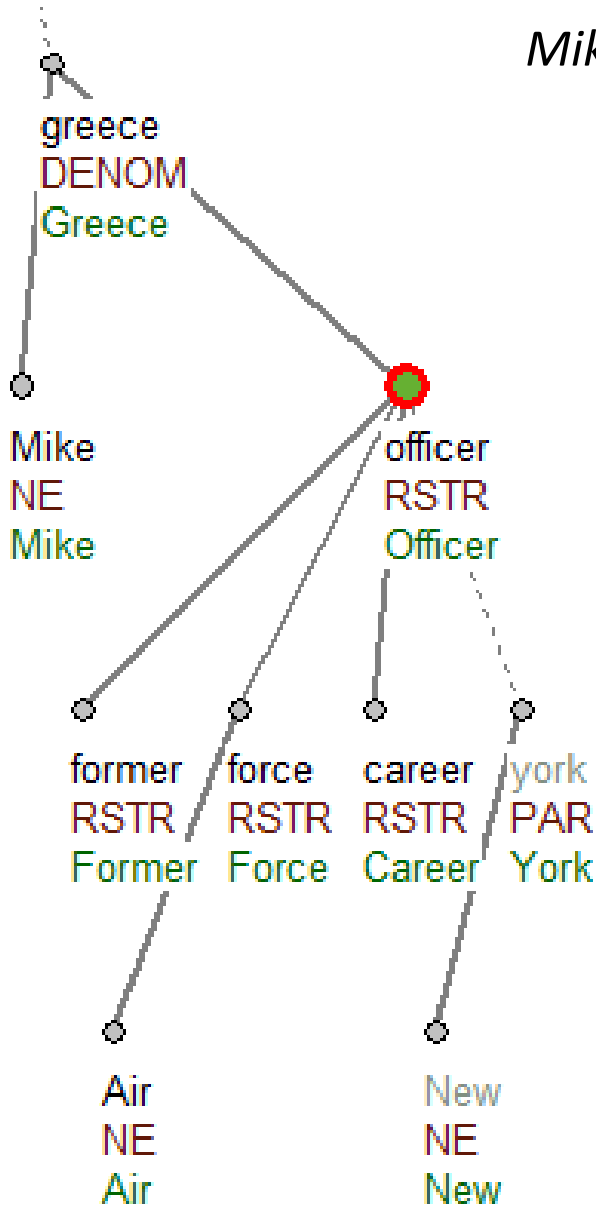 Mik
greece
DENOM
Greece
Mike
NE
Mike
officer
RSTR
Officer
former
RSTR
Former
force
RSTR
Force
career
RSTR
Career
york
PAR
York
Air
NE
Air
New
NE
New